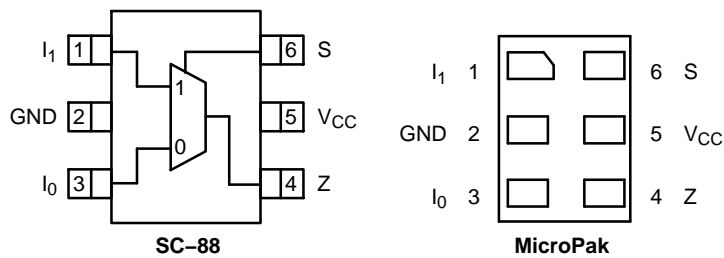 I1 1 6 S
1
GND 2 5 VCC
0
I0 3 4 Z
SC–88
I1 1 6 S
GND 2 5 VCC
I0 3 4 Z
MicroPak